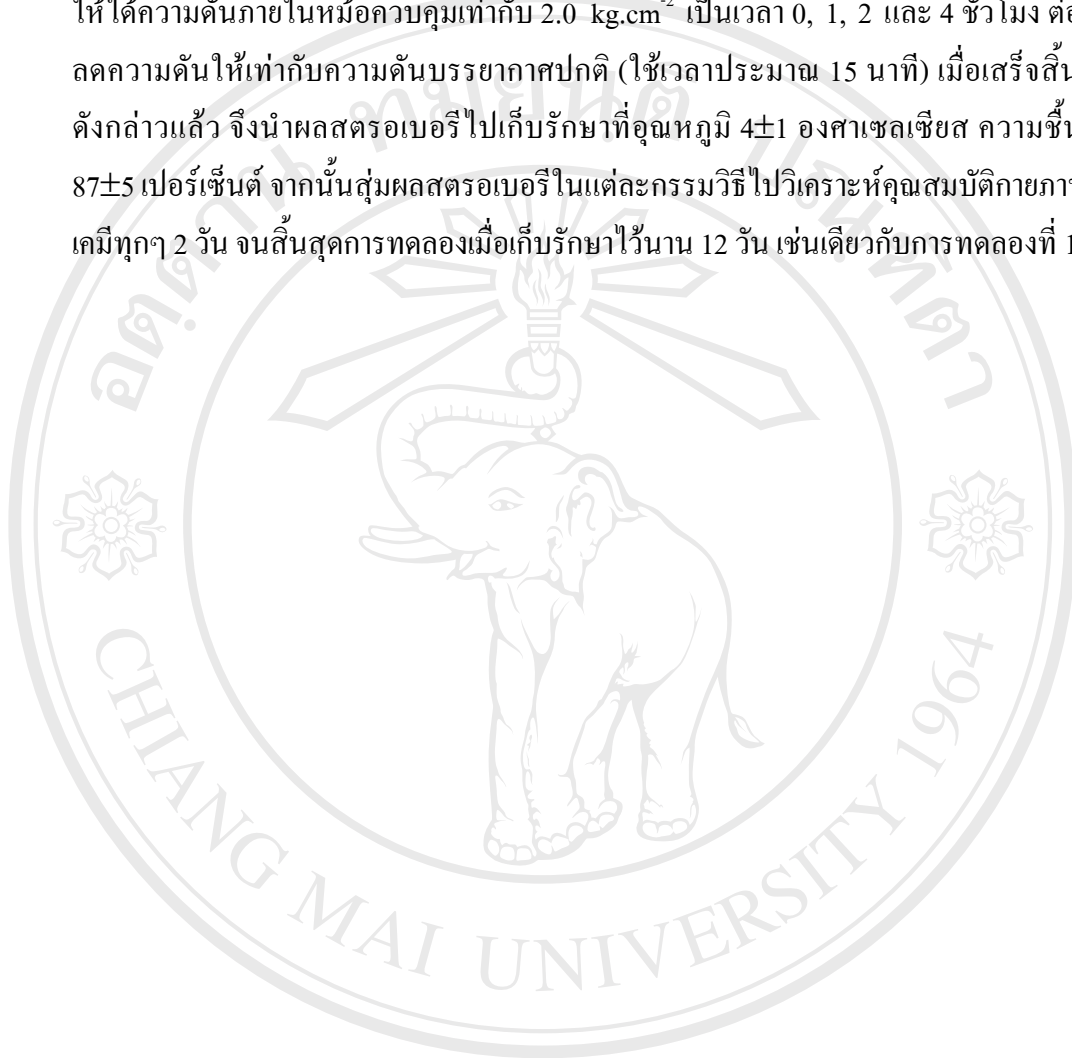 ให้ได้ความดันภายในหม้อควบคุมเท่ากับ 2.0 kg.cm-2 เป็นเวลา 0, 1, 2 และ 4 ชั่วโมง ต่อ
ลดความดันให้เท่ากับความดันบรรยากาศปกติ (ใช้เวลาประมาณ 15 นาที) เมื่อเสร็จสิ้น
ดังกล่าวแล้ว จึงนำผลสตรอเบอรีไปเก็บรักษาที่อุณหภูมิ 4±1 องศาเซลเซียส ความชื้น
87±5 เปอร์เซ็นต์ จากนั้นสุ่มผลสตรอเบอรีในแต่ละกรรมวิธีไปวิเคราะห์คุณสมบัติกายภา
เคมีทุกๆ 2 วัน จนสิ้นสุดการทดลองเมื่อเก็บรักษาไว้นาน 12 วัน เช่นเดียวกับการทดลองที่ 1
อตฺตานํ ทมยนฺติ ปณฺฑิตา
CHIANG MAI UNIVERSITY 1964